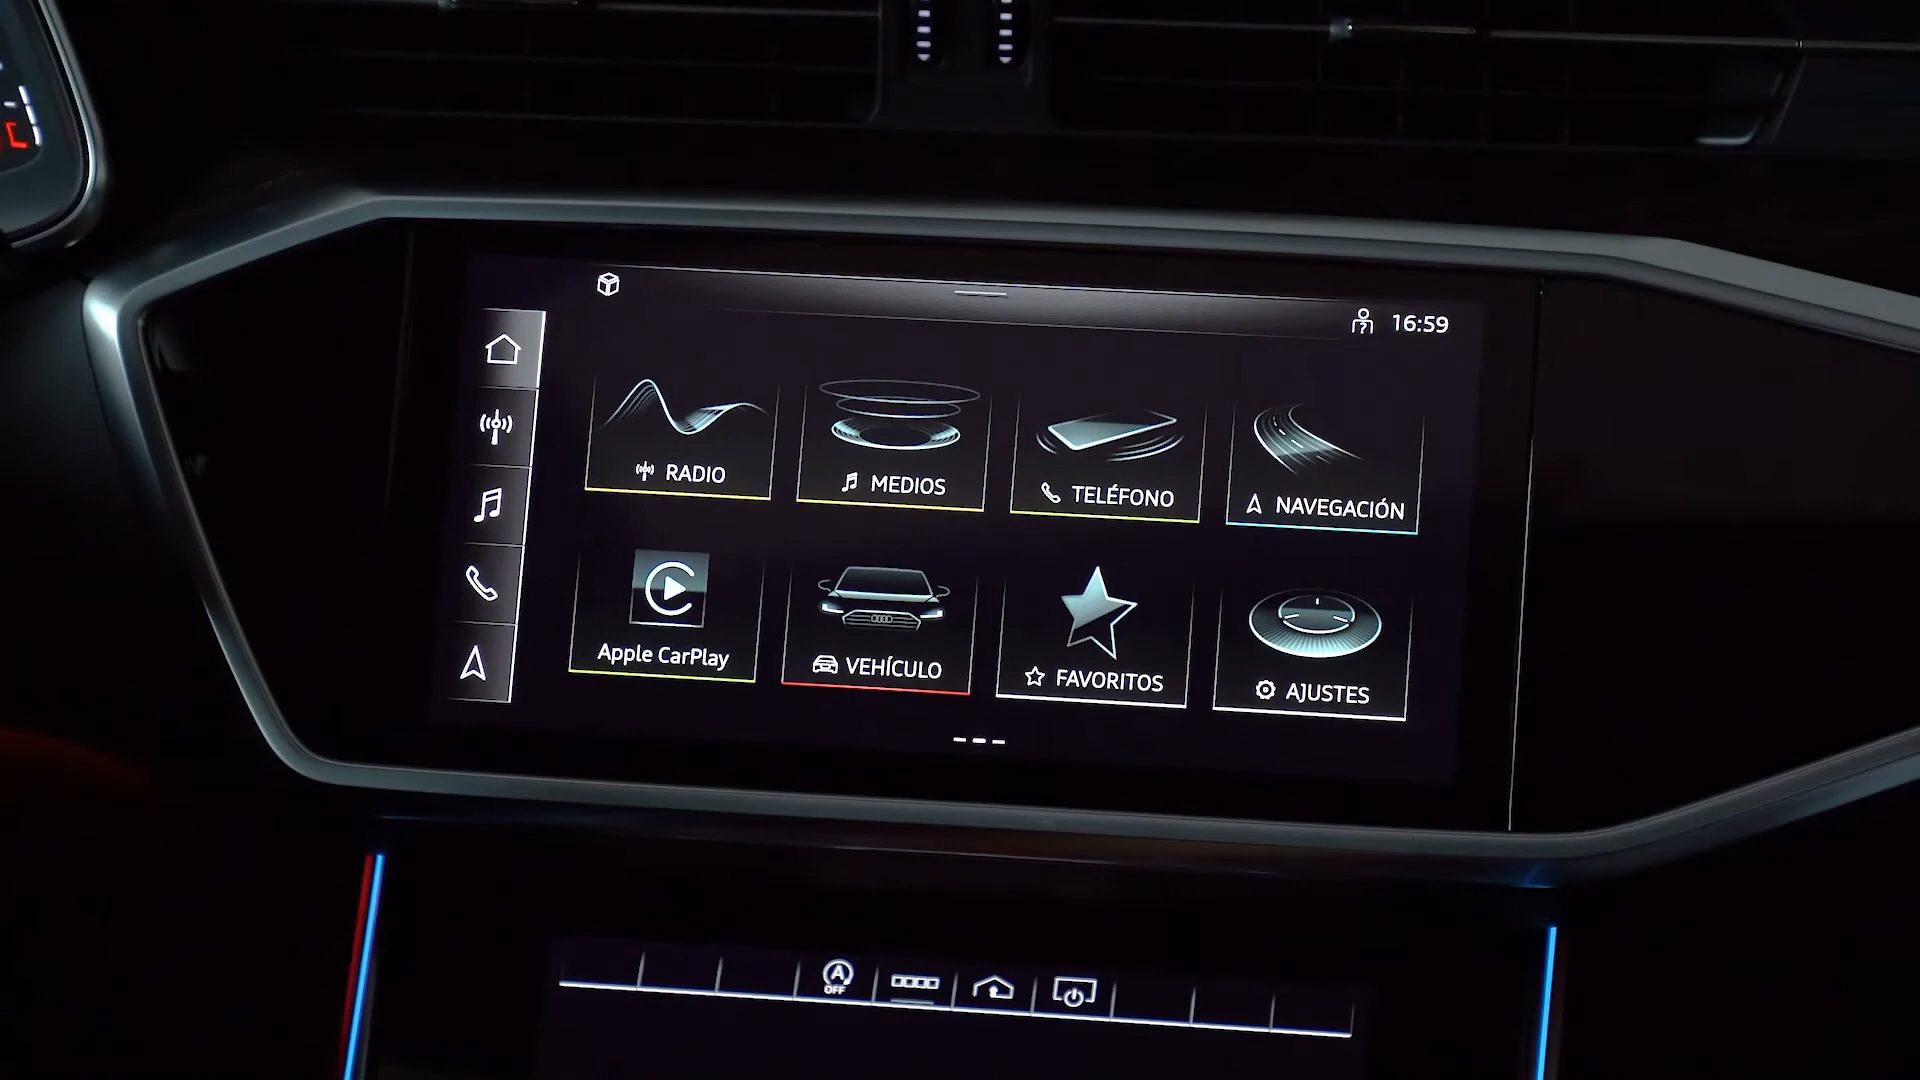 16:59
RADIO
MEDIOS
TELÉFONO
NAVEGACIÓN
Apple CarPlay
VEHÍCULO
FAVORITOS
AJUSTES
A
OFF